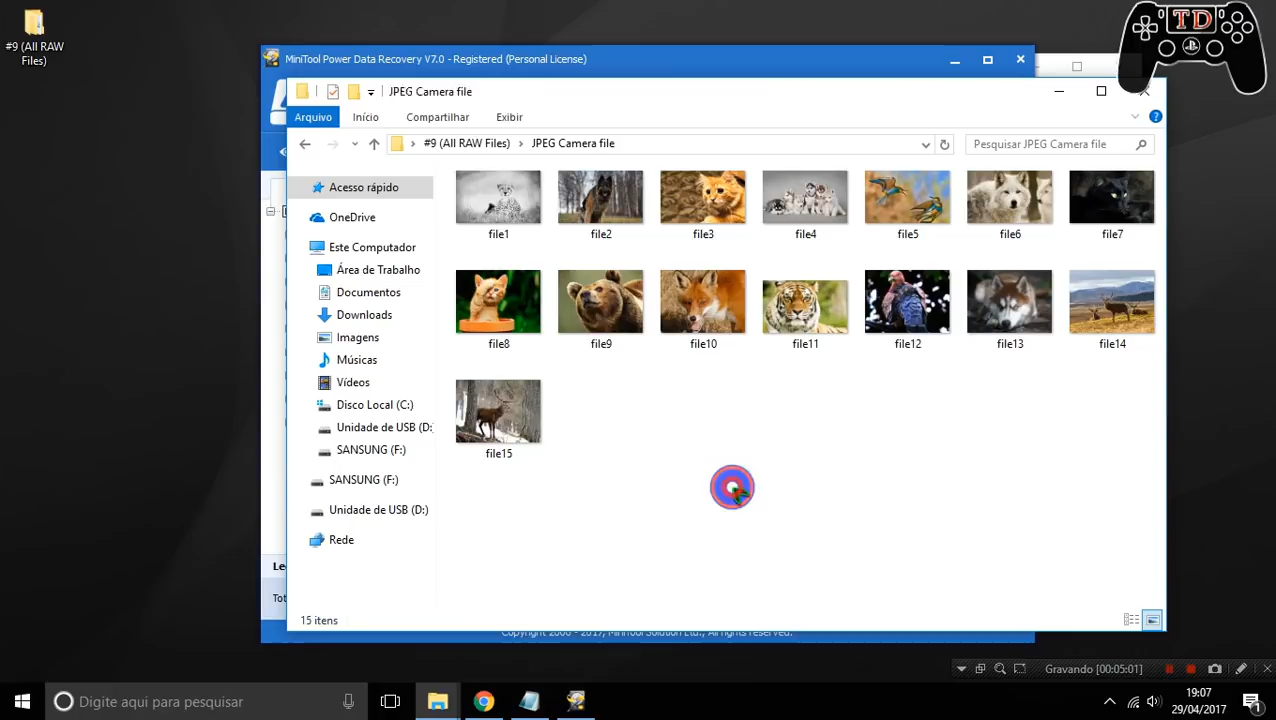 #9 (All RAW
Files)
TD
MiniTool Power Data Recovery V7.0 - Registered (Personal License)
JPEG Camera file
Arquivo
Início
Compartilhar
Exibir
#9 (All RAW Files)
JPEG Camera file
Pesquisar JPEG Camera file
Acesso rápido
OneDrive
Este Computador
Área de Trabalho
Documentos
Downloads
Imagens
Músicas
Vídeos
Disco Local (C:)
Unidade de USB (D:
SANSUNG (F:)
SANSUNG (F:)
Unidade de USB (D:)
Rede
file1
file2
file3
file4
file5
file6
file7
file8
file9
file10
file11
file12
file13
file14
file15
Le
Tot
15 itens
Copyright 2000 - 2017, MiniTool Solution Ltd., All rights reserved.
Gravando [00:05:01]
Digite aqui para pesquisar
19:07
29/04/2017
1